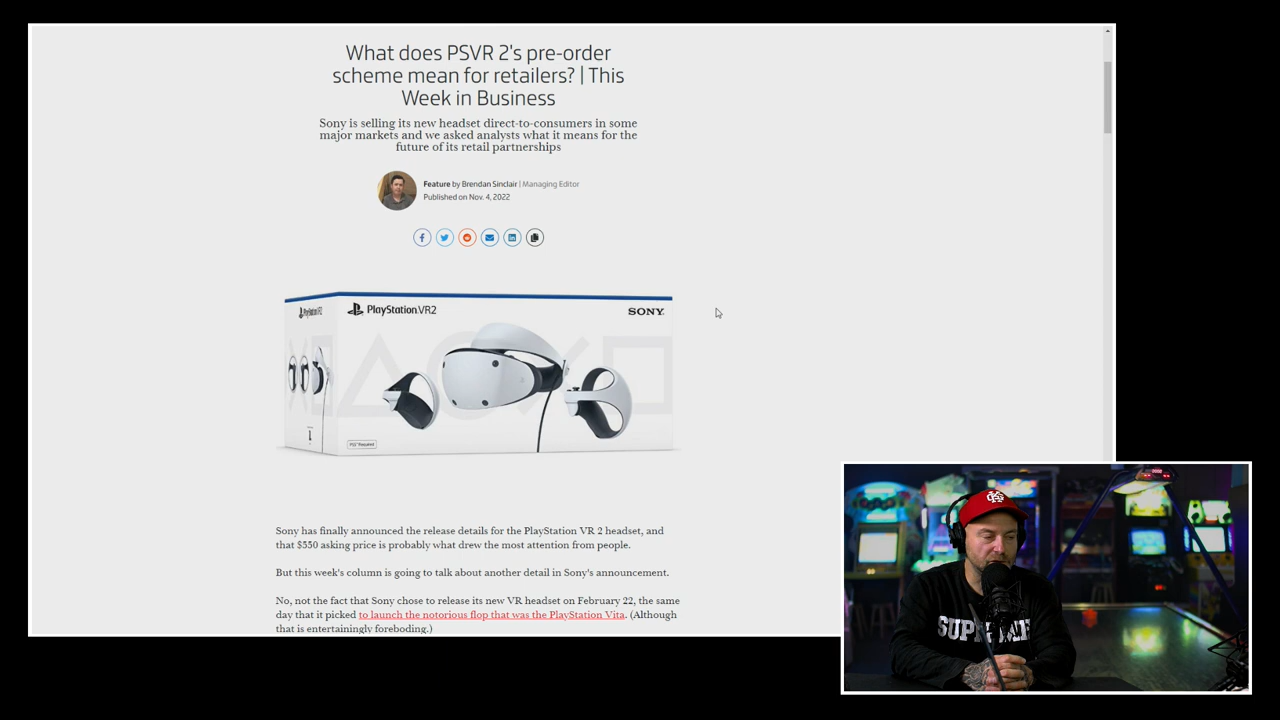 What does PSVR 2's pre-order
scheme mean for retailers? | This
Week in Business
Sony is selling its new headset direct-to-consumers in some
major markets and we asked analysts what it means for the
future of its retail partnerships
Feature by Brendan Sinclair | Managing Editor
Published on Nov. 4, 2022
PlayStation VR2
SONY
PS5 Required
Sony has finally announced the release details for the PlayStation VR 2 headset, and
that $550 asking price is probably what drew the most attention from people.
But this week's column is going to talk about another detail in Sony's announcement.
No, not the fact that Sony chose to release its new VR headset on February 22, the same
day that it picked to launch the notorious flop that was the PlayStation Vita. (Although
that is entertainingly foreboding.)